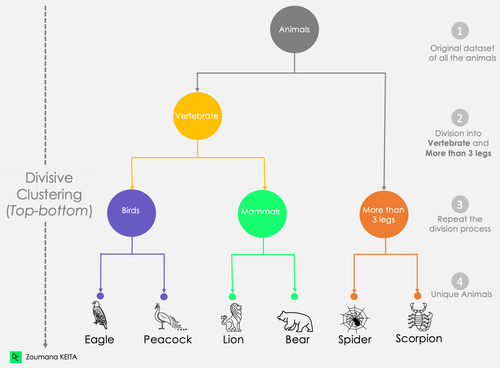 Animals
1
Original dataset
of all the animals
Vertebrate
2
Division into
Vertebrate and
More than 3 legs
Divisive
Clustering
(Top-bottom)
Birds
Mammals
More than
3 legs
3
Repeat the
division process
4
Unique Animals
Eagle
Peacock
Lion
Bear
Spider
Scorpion
Zoumana KEITA